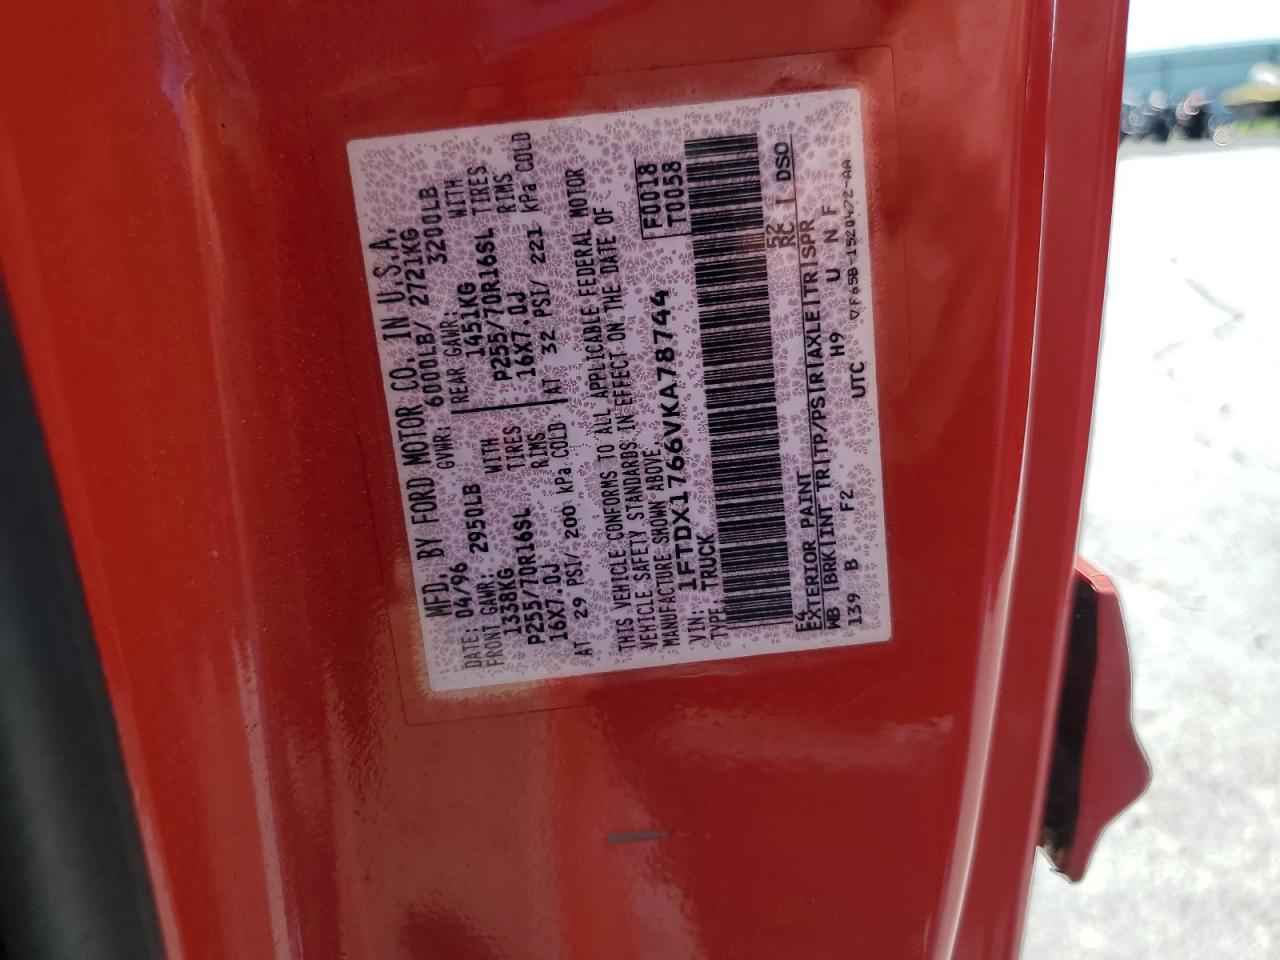 MFD. BY FORD MOTOR CO. IN U.S.A.
DATE: 04/96 GVWR: 6000LB/ 2721KG
FRONT GAWR: 2950LB REAR GAWR: 3200LB
1338KG WITH 1451KG WITH
P255/70R16SL TIRES P255/70R16SL TIRES
16X7.0J RIMS 16X7.0J RIMS
AT 29 PSI/ 200 kPa COLD AT 32 PSI/ 221 kPa COLD
THIS VEHICLE CONFORMS TO ALL APPLICABLE FEDERAL MOTOR
VEHICLE SAFETY STANDARDS IN EFFECT ON THE DATE OF
MANUFACTURE SHOWN ABOVE
VIN: 1FTDX1766VKA78744 F0018
TYPE: TRUCK T0058
E4 52
EXTERIOR PAINT RC DSO
WB BRK INT TR TP/PS R AXLE TR SPR
139 B F2 H9 U N F
UTC ▽F65B-1520472-AA